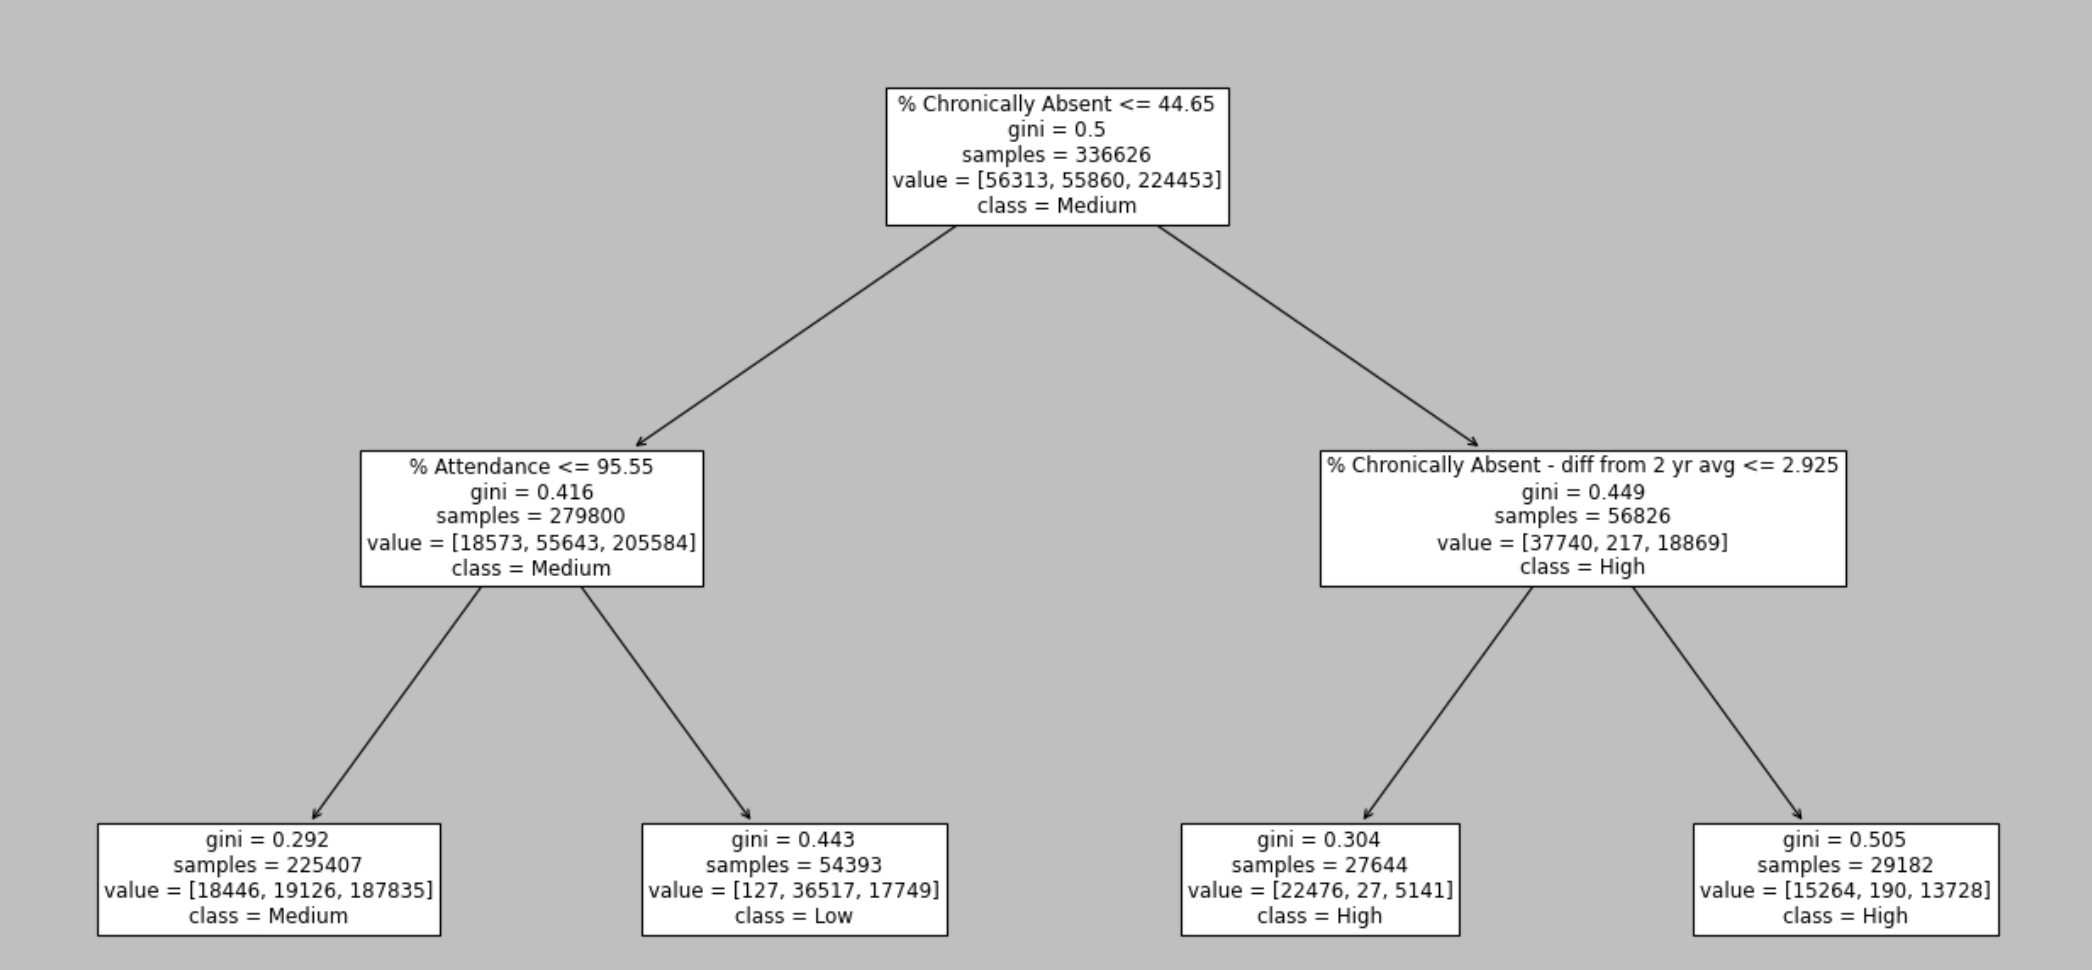 % Chronically Absent <= 44.65
gini = 0.5
samples = 336626
value = [56313, 55860, 224453]
class = Medium
% Attendance <= 95.55
gini = 0.416
samples = 279800
value = [18573, 55643, 205584]
class = Medium
% Chronically Absent - diff from 2 yr avg <= 2.925
gini = 0.449
samples = 56826
value = [37740, 217, 18869]
class = High
gini = 0.292
samples = 225407
value = [18446, 19126, 187835]
class = Medium
gini = 0.443
samples = 54393
value = [127, 36517, 17749]
class = Low
gini = 0.304
samples = 27644
value = [22476, 27, 5141]
class = High
gini = 0.505
samples = 29182
value = [15264, 190, 13728]
class = High